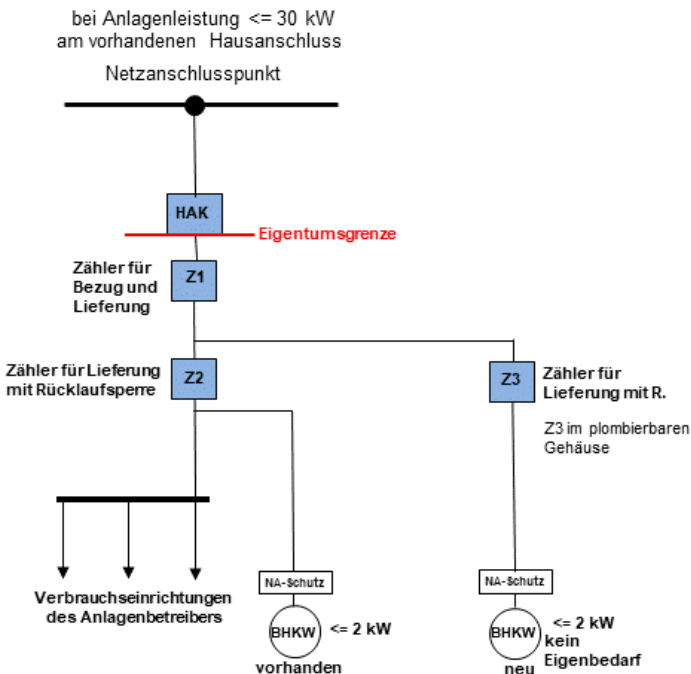 bei Anlagenleistung <= 30 kW
am vorhandenen Hausanschluss
Netzanschlusspunkt
HAK
Eigentumsgrenze
Zähler für
Bezug und
Lieferung
Z1
Zähler für Lieferung
mit Rücklaufsperre
Z2
Z3
Zähler für
Lieferung mit R.
Z3 im plombierbaren
Gehäuse
Verbrauchseinrichtungen
des Anlagenbetreibers
NA-Schutz
BHKW
<= 2 kW
vorhanden
NA-Schutz
BHKW
<= 2 kW
kein
Eigenbedarf
neu